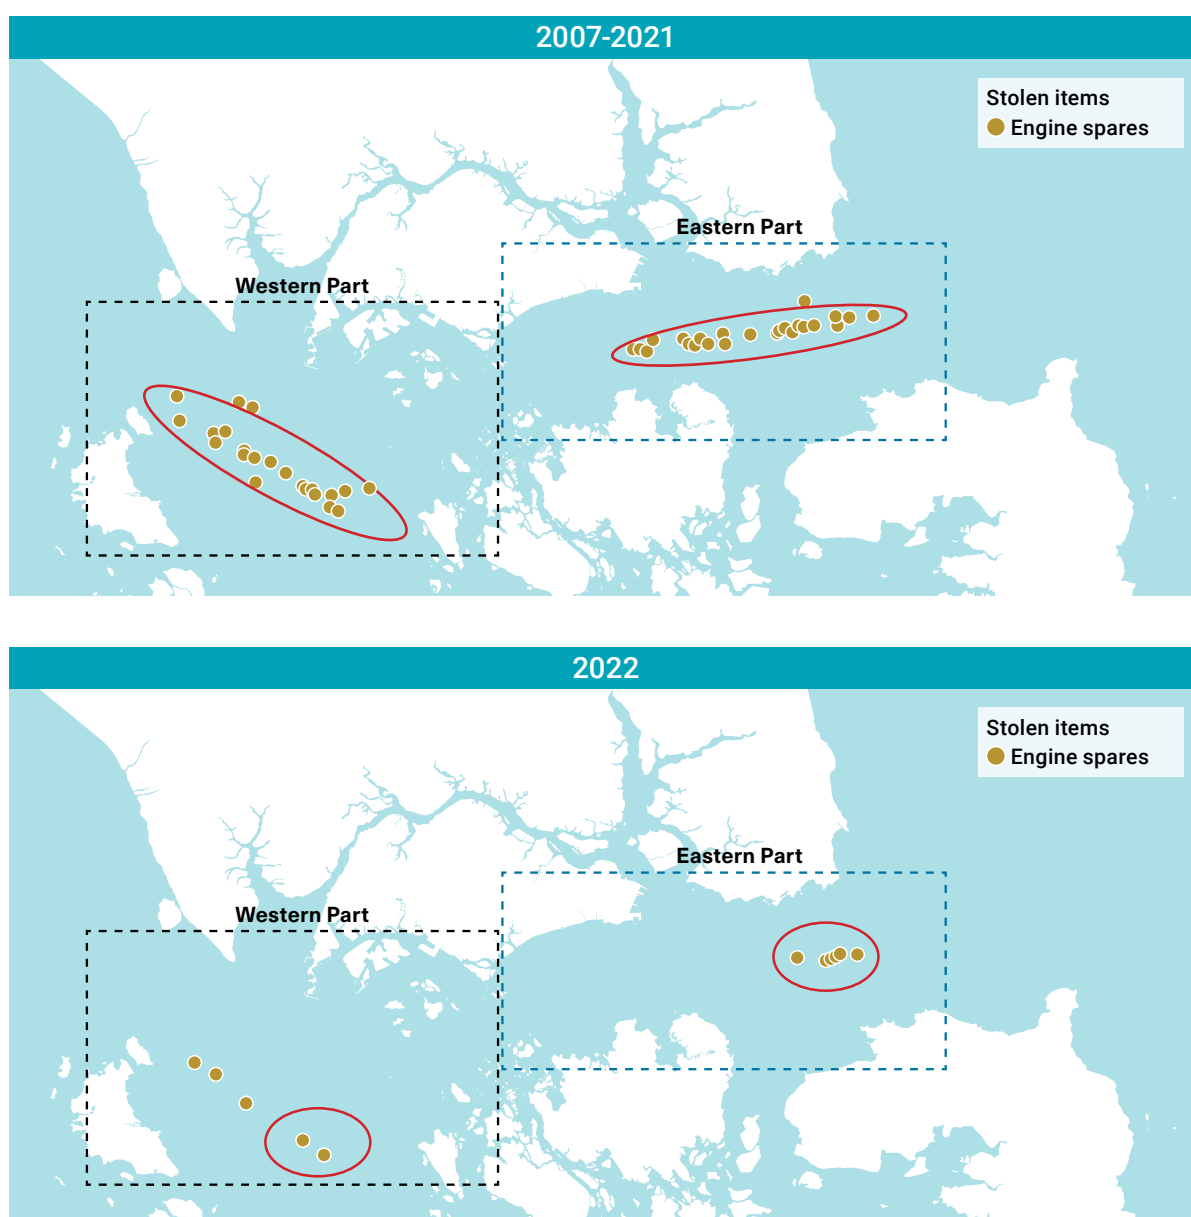 2007-2021
Stolen items
Engine spares
Eastern Part
Western Part
2022
Stolen items
Engine spares
Eastern Part
Western Part